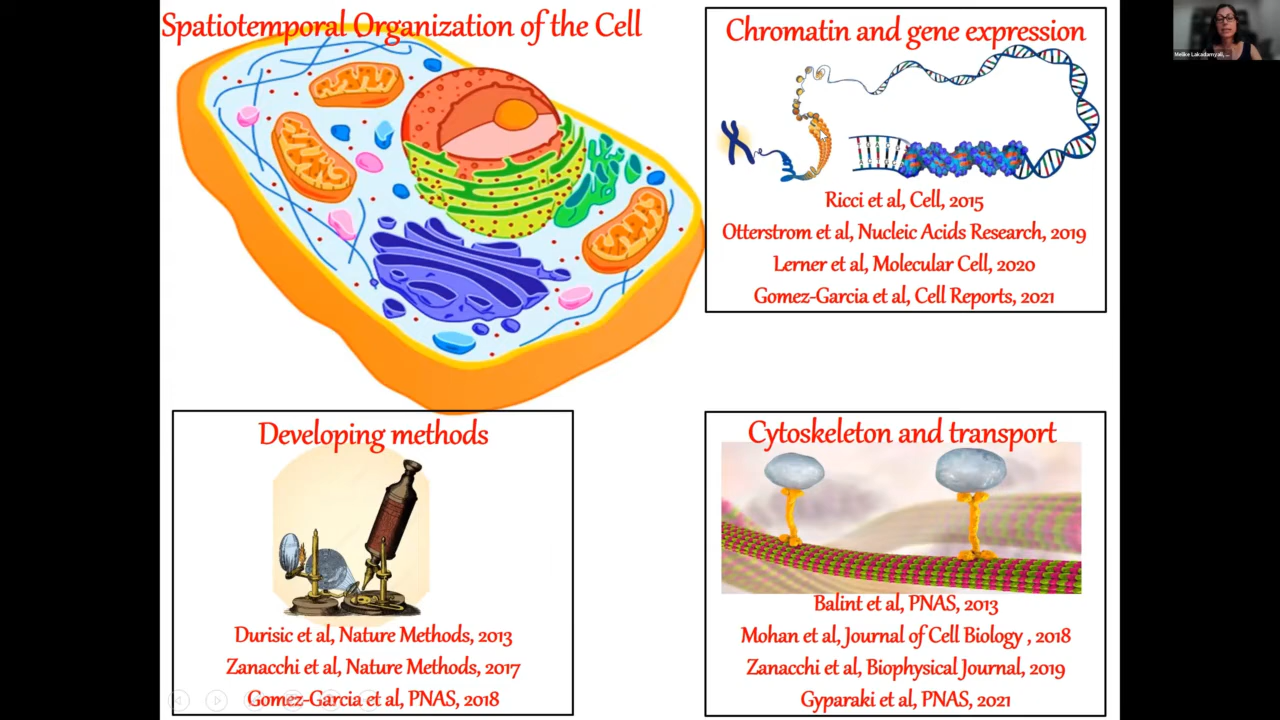 Spatiotemporal Organization of the Cell
Chromatin and gene expression
Ricci et al, Cell, 2015
Otterstrom et al, Nucleic Acids Research, 2019
Lerner et al, Molecular Cell, 2020
Gomez-Garcia et al, Cell Reports, 2021
Developing methods
Durisic et al, Nature Methods, 2013
Zanacchi et al, Nature Methods, 2017
Gomez-Garcia et al, PNAS, 2018
Cytoskeleton and transport
Balint et al, PNAS, 2013
Mohan et al, Journal of Cell Biology , 2018
Zanacchi et al, Biophysical Journal, 2019
Gyparaki et al, PNAS, 2021
Melike Lakadamyali, ...